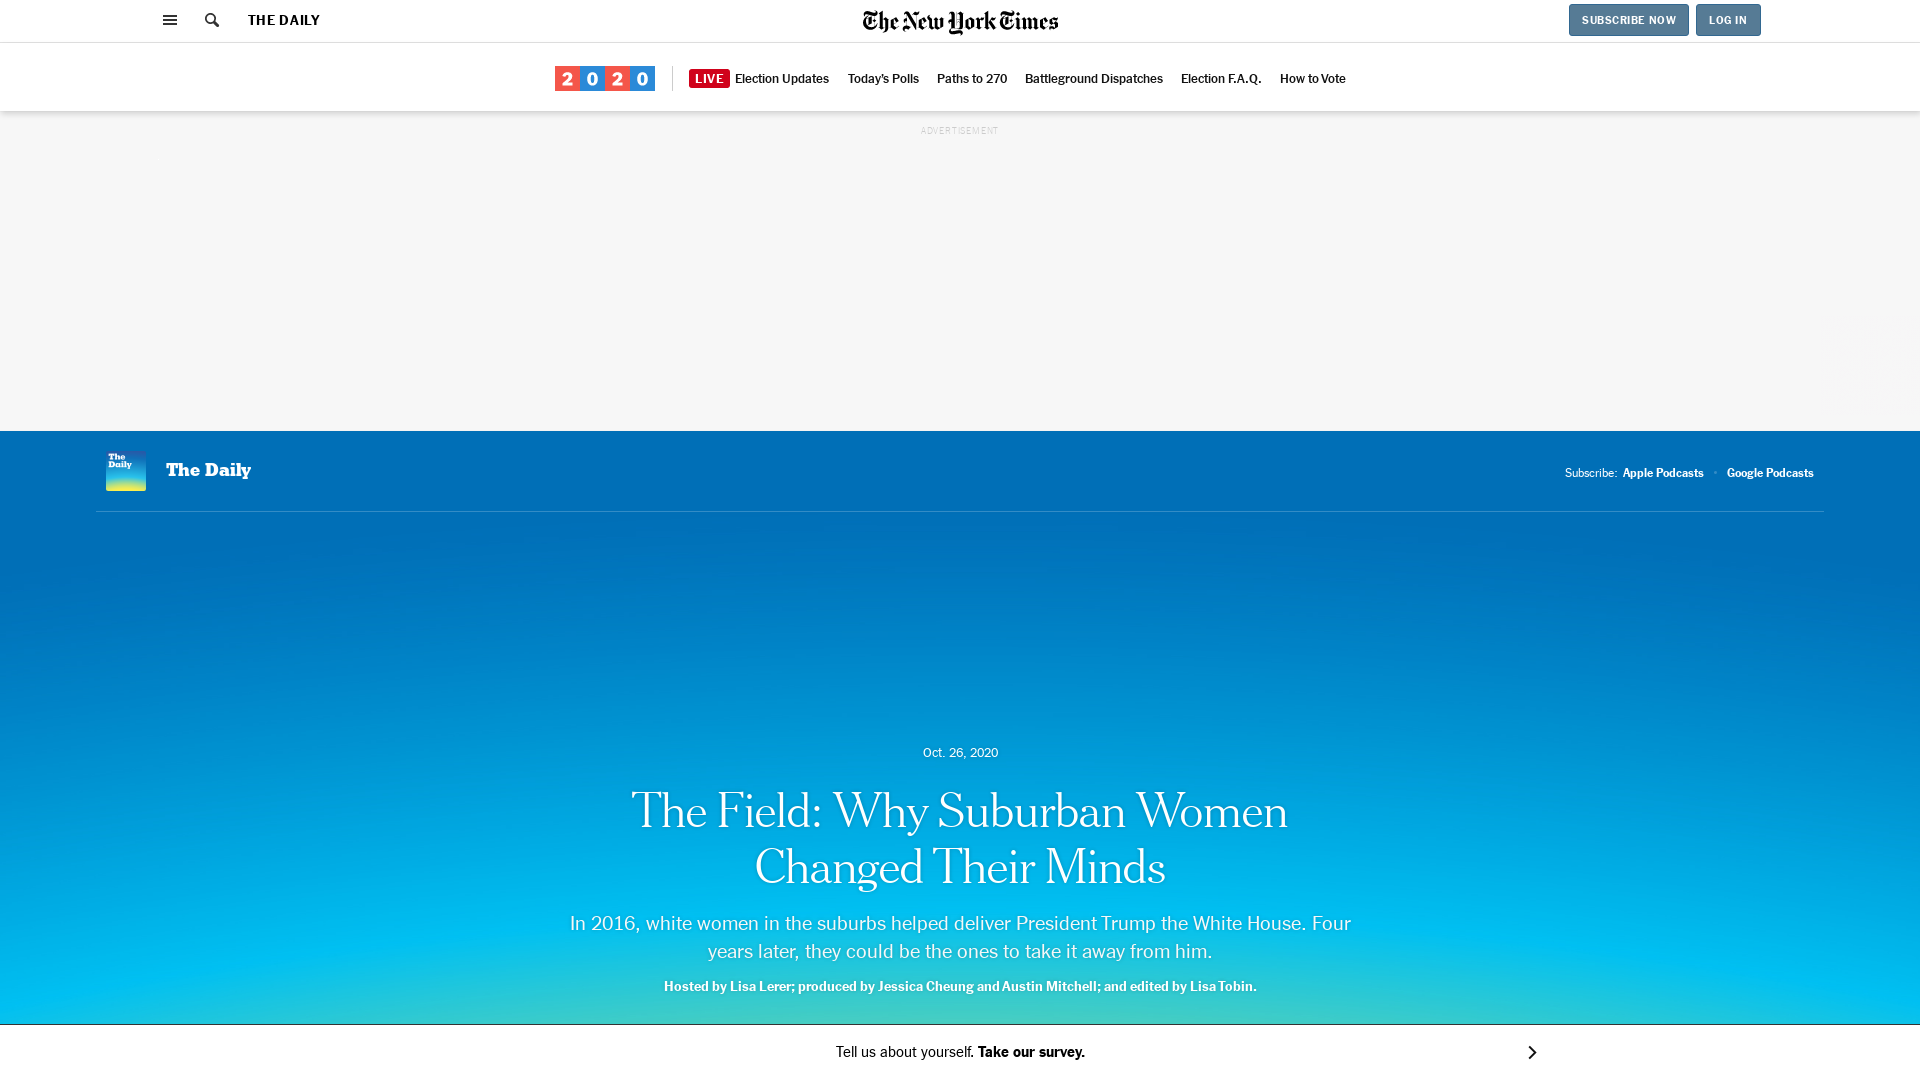 THE DAILY
The New York Times
SUBSCRIBE NOW
LOG IN
2020
LIVE Election Updates
Today's Polls
Paths to 270
Battleground Dispatches
Election F.A.Q.
How to Vote
ADVERTISEMENT
The Daily
The Daily
Subscribe: Apple Podcasts • Google Podcasts
Oct. 26, 2020
The Field: Why Suburban Women
Changed Their Minds
In 2016, white women in the suburbs helped deliver President Trump the White House. Four
years later, they could be the ones to take it away from him.
Hosted by Lisa Lerer; produced by Jessica Cheung and Austin Mitchell; and edited by Lisa Tobin.
Tell us about yourself. Take our survey.